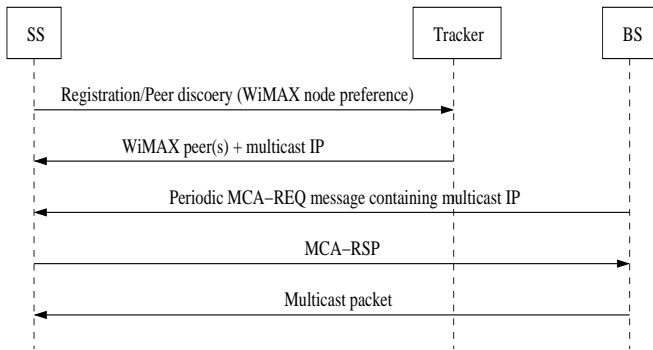 SS
Tracker
BS
Registration/Peer discoery (WiMAX node preference)
WiMAX peer(s) + multicast IP
Periodic MCA−REQ message containing multicast IP
MCA−RSP
Multicast packet